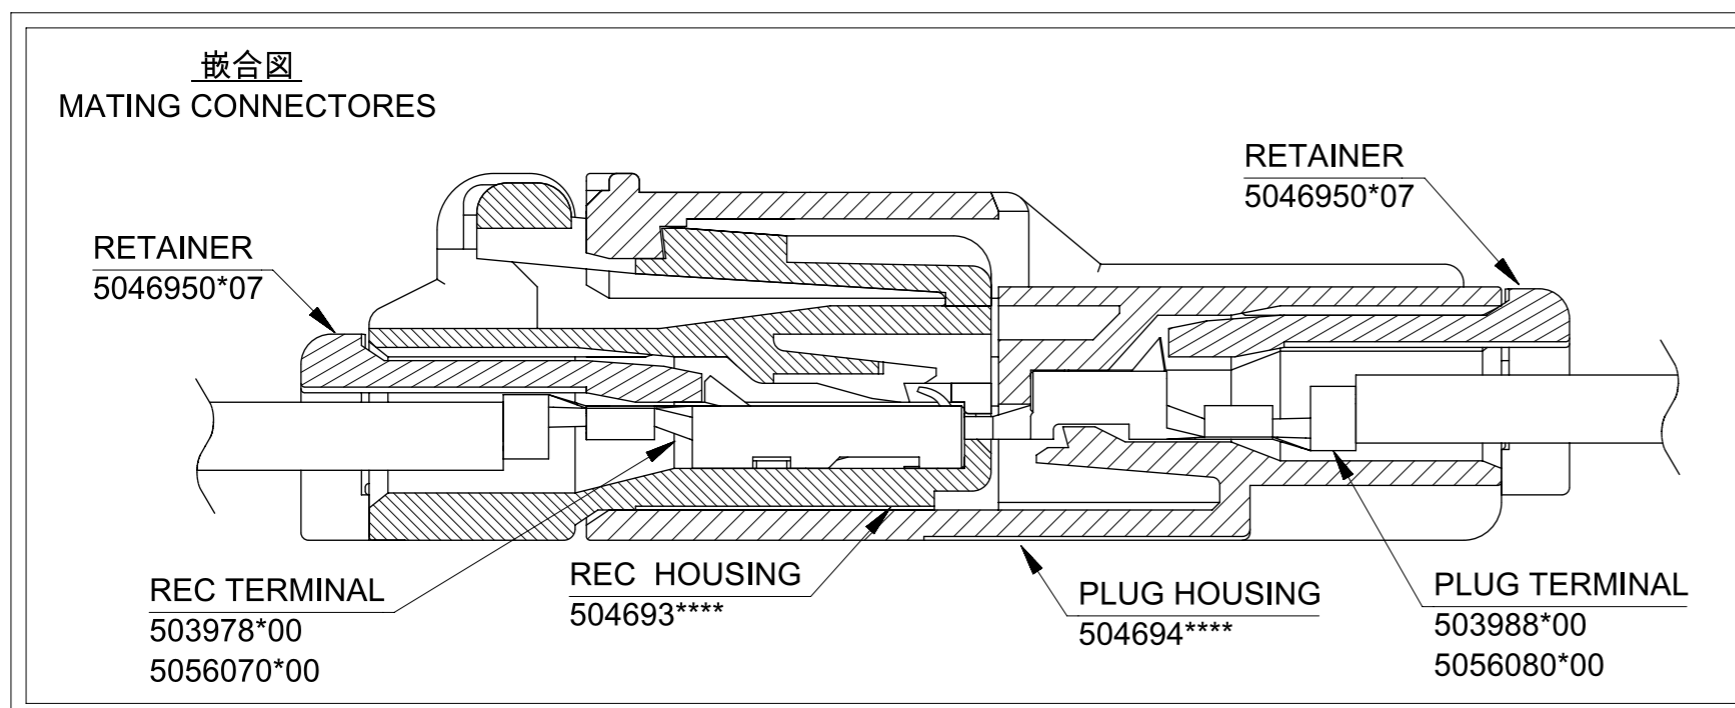 嵌合図
MATING CONNECTORES
RETAINER
5046950*07
RETAINER
5046950*07
REC TERMINAL
503978*00
5056070*00
REC HOUSING
504693****
PLUG HOUSING
504694****
PLUG TERMINAL
503988*00
5056080*00